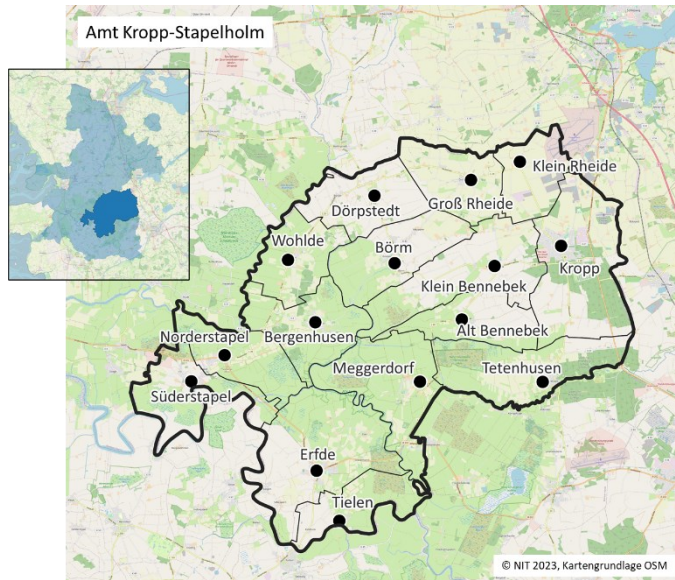 Amt Kropp-Stapelholm
Klein Rheide
Groß Rheide
Dörpstedt
Wohlde
Börm
Kropp
Klein Bennebek
Alt Bennebek
Norderstapel
Bergenhusen
Meggerdorf
Tetenhusen
Süderstapel
Erfde
Tielen
© NIT 2023, Kartengrundlage OSM